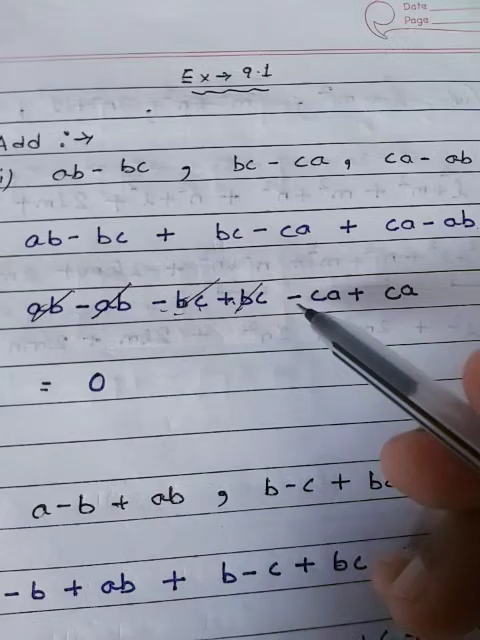 Date
Page
Ex → 9.1
Add :→
i) ab - bc , bc - ca, ca - ab
ab - bc + bc - ca + ca - ab
ab - ab - bc + bc - ca + ca
= 0
a - b + ab , b - c + bc
- b + ab + b - c + bc